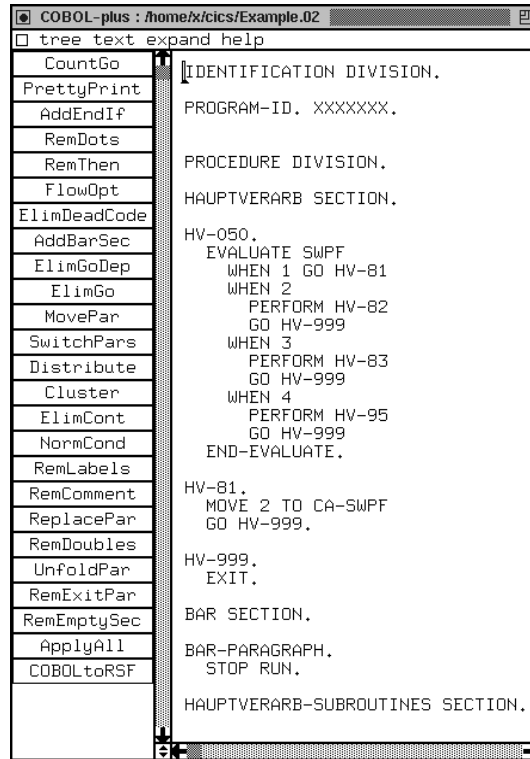 COBOL-plus : /home/x/cics/Example.02
tree text expand help
CountGo
PrettyPrint
AddEndIf
RemDots
RemThen
FlowOpt
ElimDeadCode
AddBarSec
ElimGoDep
ElimGo
MovePar
SwitchPars
Distribute
Cluster
ElimCont
NormCond
RemLabels
RemComment
ReplacePar
RemDoubles
UnfoldPar
RemExitPar
RemEmptySec
ApplyAll
COBOLtoRSF
IDENTIFICATION DIVISION.
PROGRAM-ID. XXXXXXX.
PROCEDURE DIVISION.
HAUPTVERARB SECTION.
HV-050.
EVALUATE SWPF
WHEN 1 GO HV-81
WHEN 2
PERFORM HV-82
GO HV-999
WHEN 3
PERFORM HV-83
GO HV-999
WHEN 4
PERFORM HV-95
GO HV-999
END-EVALUATE.
HV-81.
MOVE 2 TO CA-SWPF
GO HV-999.
HV-999.
EXIT.
BAR SECTION.
BAR-PARAGRAPH.
STOP RUN.
HAUPTVERARB-SUBROUTINES SECTION.